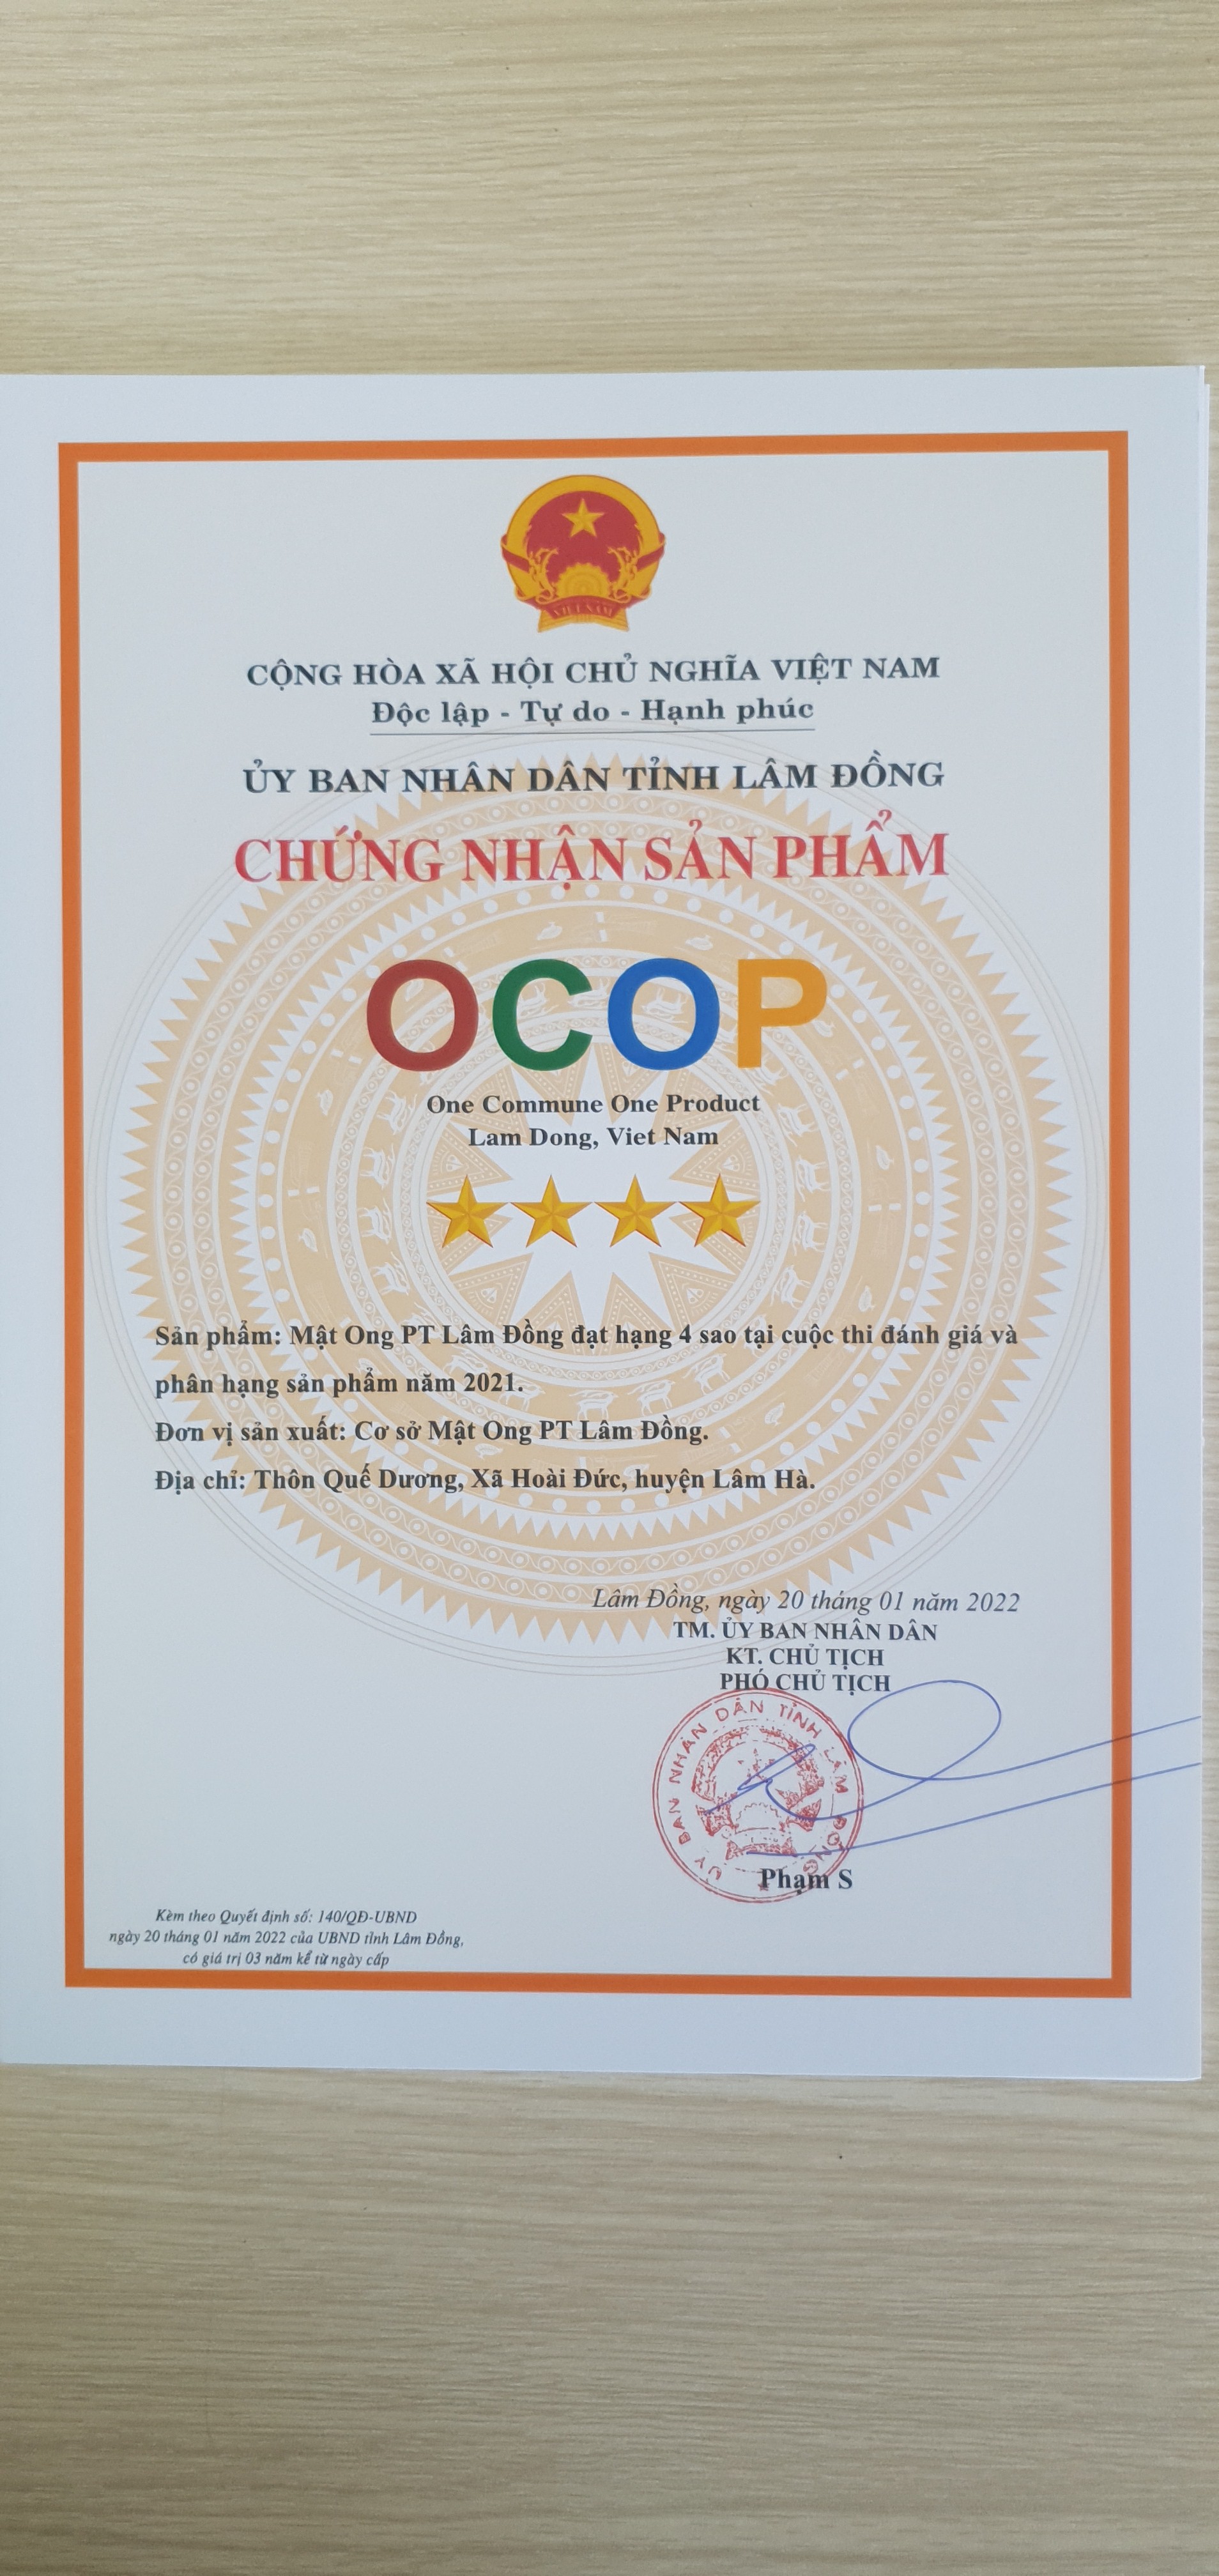 VIỆT NAM
CỘNG HÒA XÃ HỘI CHỦ NGHĨA VIỆT NAM
Độc lập - Tự do - Hạnh phúc
ỦY BAN NHÂN DÂN TỈNH LÂM ĐỒNG
CHỨNG NHẬN SẢN PHẨM
OCOP
One Commune One Product
Lam Dong, Viet Nam
Sản phẩm: Mật Ong PT Lâm Đồng đạt hạng 4 sao tại cuộc thi đánh giá và
phân hạng sản phẩm năm 2021.
Đơn vị sản xuất: Cơ sở Mật Ong PT Lâm Đồng.
Địa chỉ: Thôn Quế Dương, Xã Hoài Đức, huyện Lâm Hà.
Lâm Đồng, ngày 20 tháng 01 năm 2022
TM. ỦY BAN NHÂN DÂN
KT. CHỦ TỊCH
PHÓ CHỦ TỊCH
ỦY BAN NHÂN DÂN TỈNH LÂM ĐỒNG
Phạm S
Kèm theo Quyết định số: 140/QĐ-UBND
ngày 20 tháng 01 năm 2022 của UBND tỉnh Lâm Đồng,
có giá trị 03 năm kể từ ngày cấp